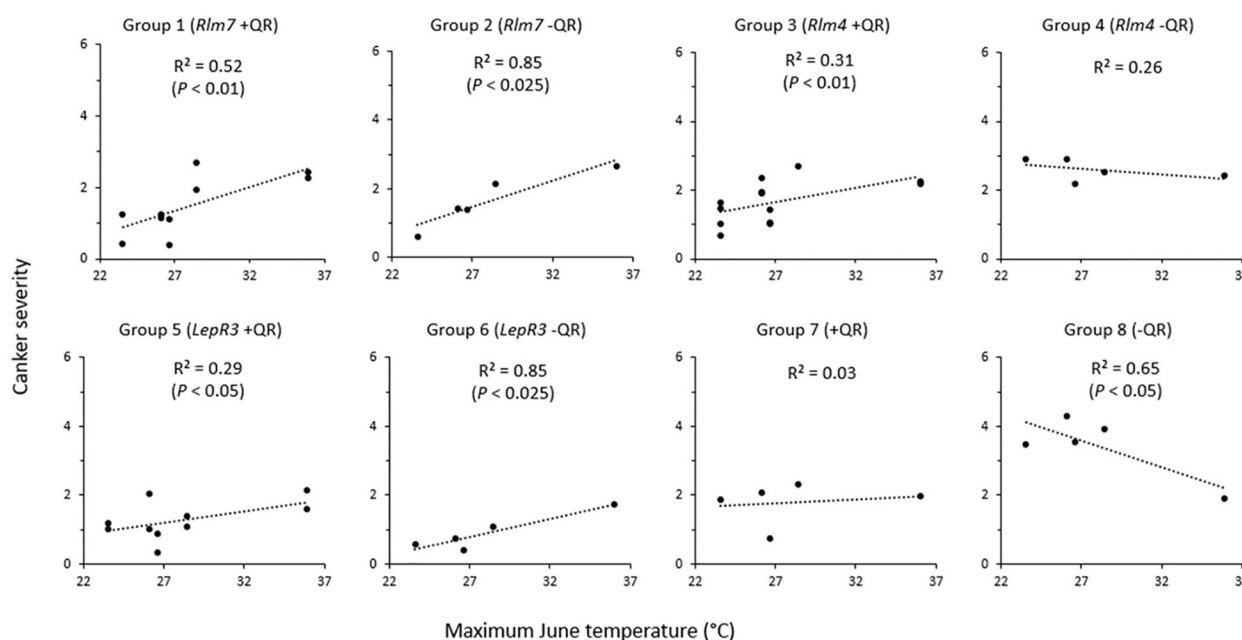 Group 1 (Rlm7 +QR)
R² = 0.52
(P < 0.01)
6
4
2
0
22 27 32 37
Group 2 (Rlm7 -QR)
R² = 0.85
(P < 0.025)
6
4
2
0
22 27 32 37
Group 3 (Rlm4 +QR)
R² = 0.31
(P < 0.01)
6
4
2
0
22 27 32 37
Group 4 (Rlm4 -QR)
R² = 0.26
6
4
2
0
22 27 32
Canker severity
Group 5 (LepR3 +QR)
R² = 0.29
(P < 0.05)
6
4
2
0
22 27 32 37
Group 6 (LepR3 -QR)
R² = 0.85
(P < 0.025)
6
4
2
0
22 27 32 37
Group 7 (+QR)
R² = 0.03
6
4
2
0
22 27 32 37
Group 8 (-QR)
R² = 0.65
(P < 0.05)
6
4
2
0
22 27 32
Maximum June temperature (°C)